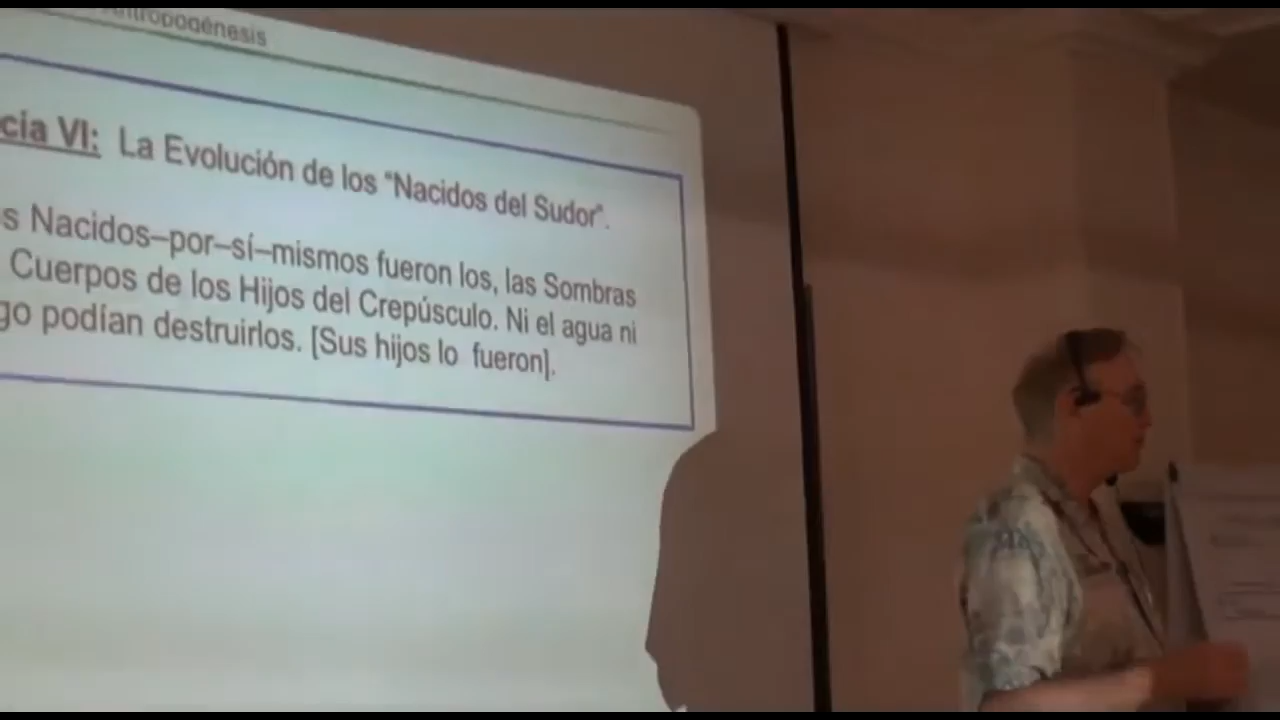 Antropogénesis
cia VI: La Evolución de los "Nacidos del Sudor".
s Nacidos–por–sí–mismos fueron los, las Sombras
Cuerpos de los Hijos del Crepúsculo. Ni el agua ni
go podían destruirlos. [Sus hijos lo fueron].